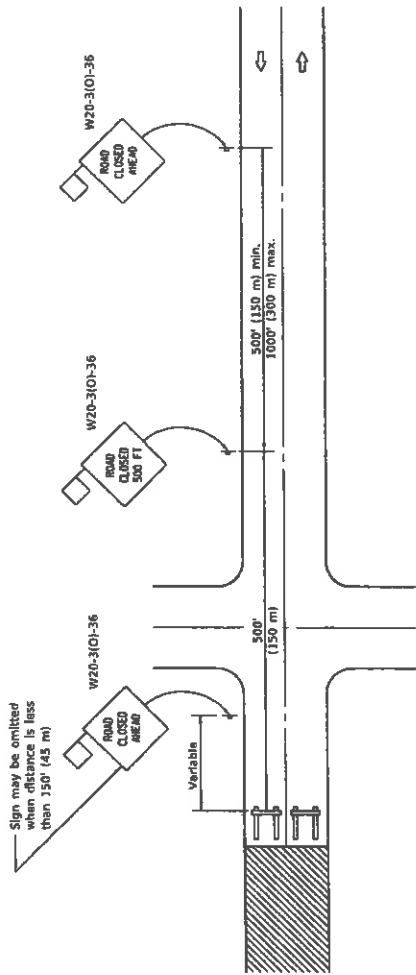 Sign may be omitted
when distance is less
than 150' (45 m)
W20-3(O)-36
ROAD
CLOSED
AHEAD
W20-3(O)-36
ROAD
CLOSED
500 FT
W20-3(O)-36
ROAD
CLOSED
AHEAD
Variable
500'
(150 m)
500' (150 m) min.
1000' (300 m) max.